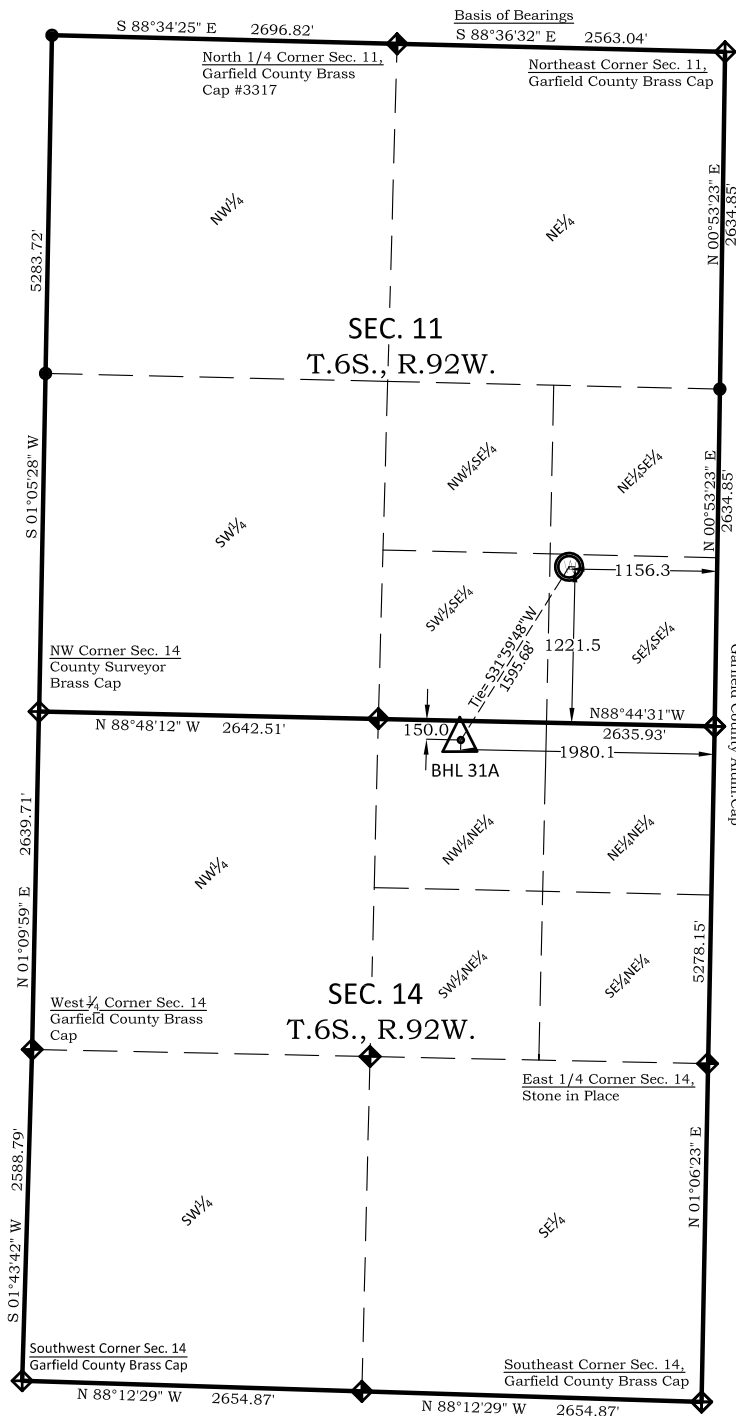 Basis of Bearings
S 88°34'25" E 2696.82'
S 88°36'32" E 2563.04'
North 1/4 Corner Sec. 11,
Garfield County Brass
Cap #3317
Northeast Corner Sec. 11,
Garfield County Brass Cap
NW¼
NE¼
N 00°53'23" E
2634.85'
5283.72'
SEC. 11
T.6S., R.92W.
NW¼SE¼
NE¼SE¼
S 01°05'28" W
SW¼
N 00°53'23" E
2634.85'
1156.3
SW¼SE¼
Tie= S31°59'48"W
1595.68'
1221.5
SE¼SE¼
NW Corner Sec. 14
County Surveyor
Brass Cap
N 88°48'12" W 2642.51'
150.0
N88°44'31"W
2635.93'
1980.1
BHL 31A
Garfield County Alum.Cap
2639.71'
N 01°09'59" E
NW¼
NW¼NE¼
NE¼NE¼
SW¼NE¼
SE¼NE¼
5278.15'
SEC. 14
T.6S., R.92W.
West ¼ Corner Sec. 14
Garfield County Brass
Cap
East 1/4 Corner Sec. 14,
Stone in Place
2588.79'
S 01°43'42" W
SW¼
SE¼
N 01°06'23" E
Southwest Corner Sec. 14
Garfield County Brass Cap
Southeast Corner Sec. 14,
Garfield County Brass Cap
N 88°12'29" W 2654.87'
N 88°12'29" W 2654.87'